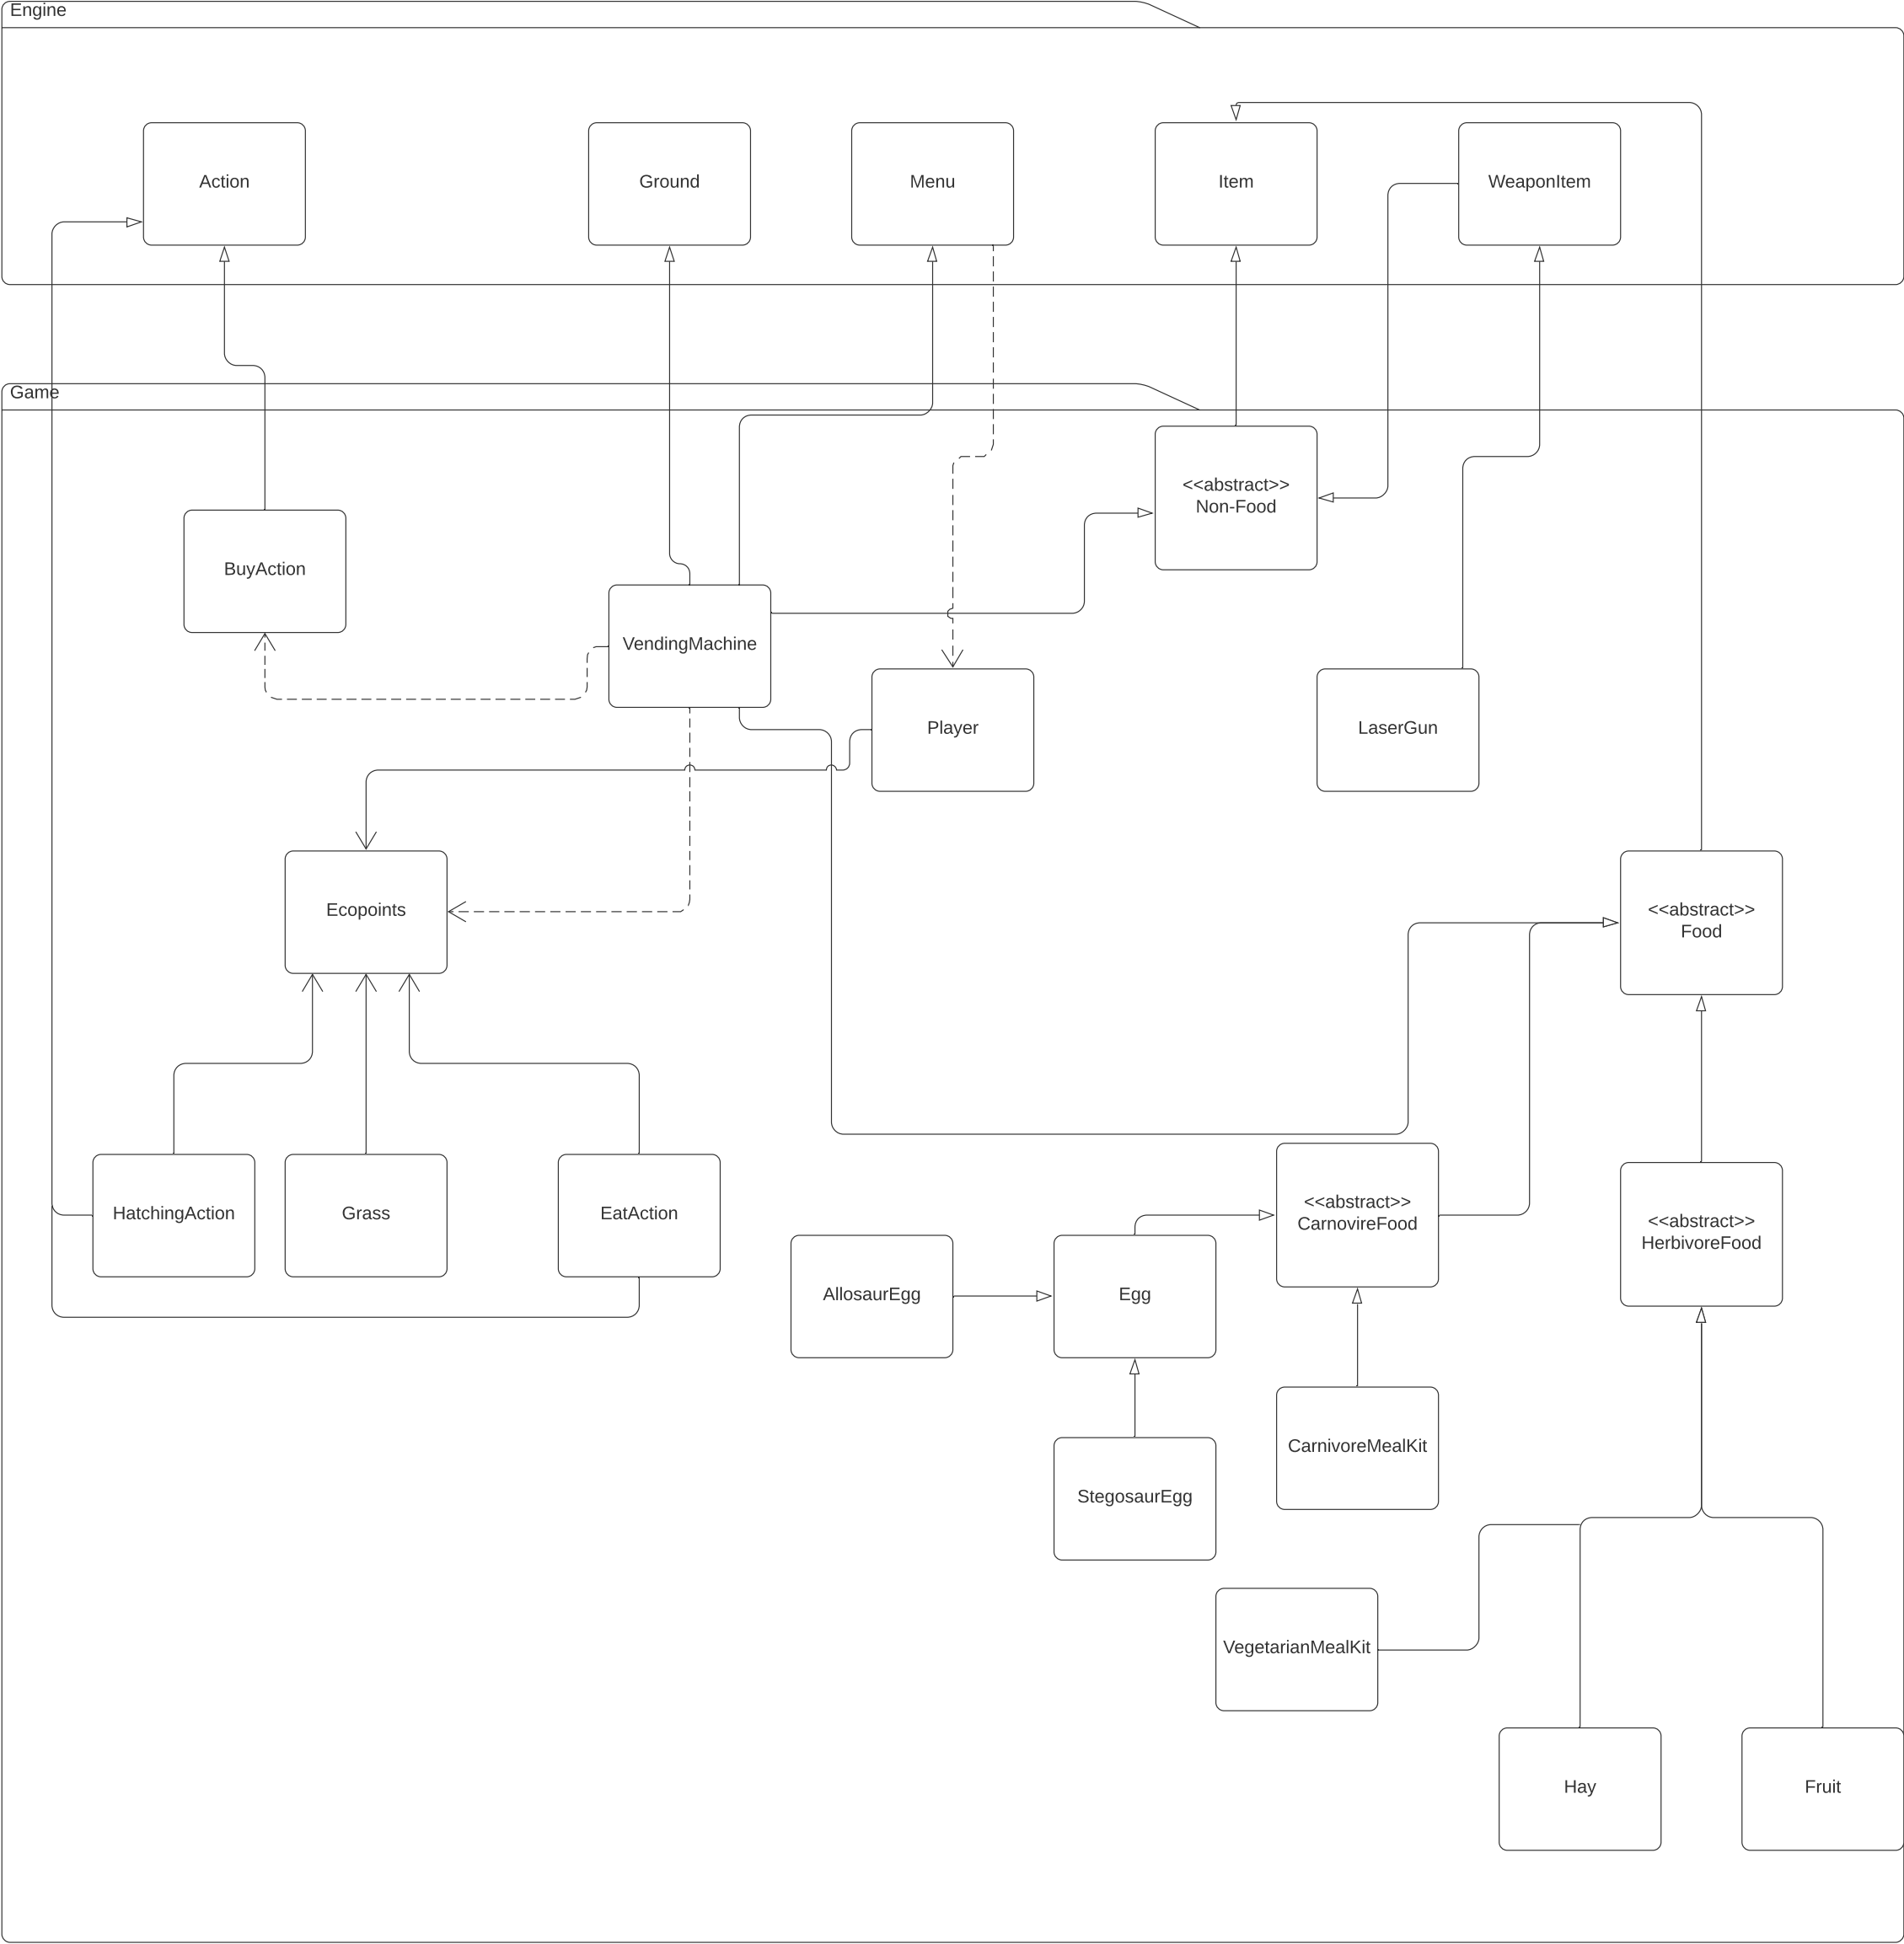 Engine
Action
Ground
Menu
Item
WeaponItem
Game
<<abstract>>
Non-Food
BuyAction
VendingMachine
Player
LaserGun
Ecopoints
<<abstract>>
Food
HatchingAction
Grass
EatAction
<<abstract>>
CarnovireFood
<<abstract>>
HerbivoreFood
AllosaurEgg
Egg
CarnivoreMealKit
StegosaurEgg
VegetarianMealKit
Hay
Fruit